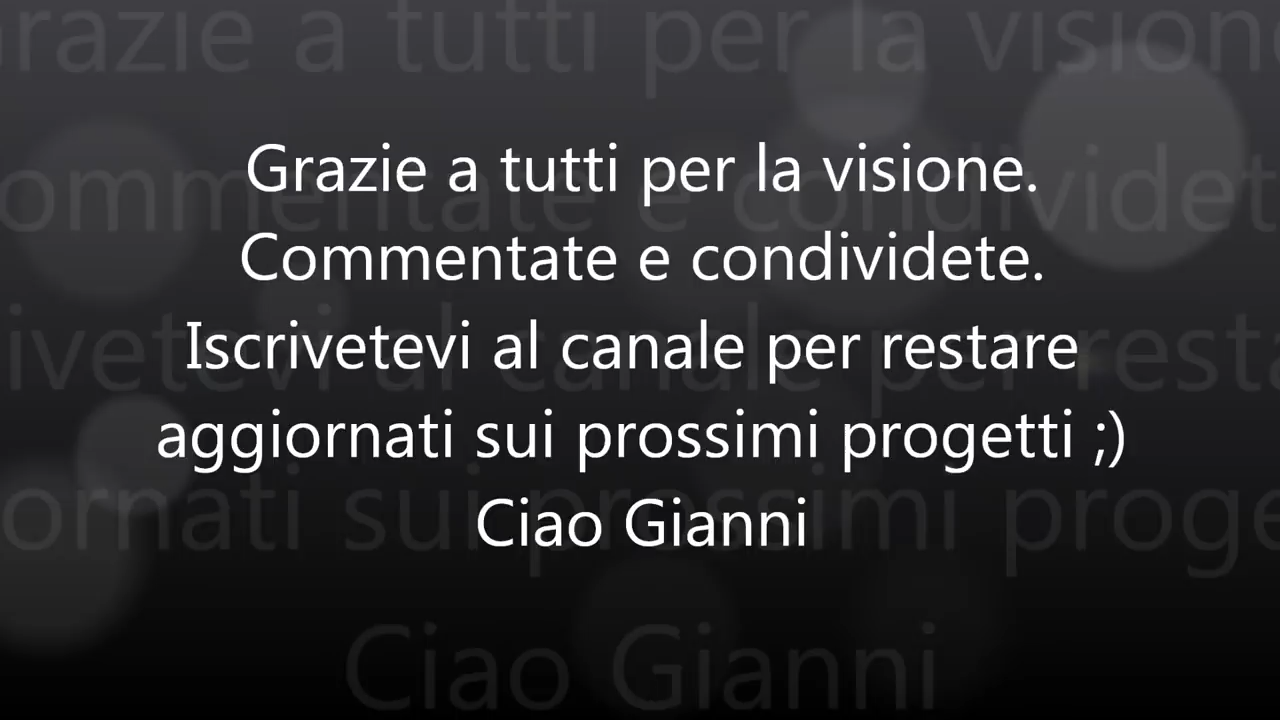 Grazie a tutti per la visione.
Commentate e condividete.
Iscrivetevi al canale per restare
aggiornati sui prossimi progetti ;)
Ciao Gianni